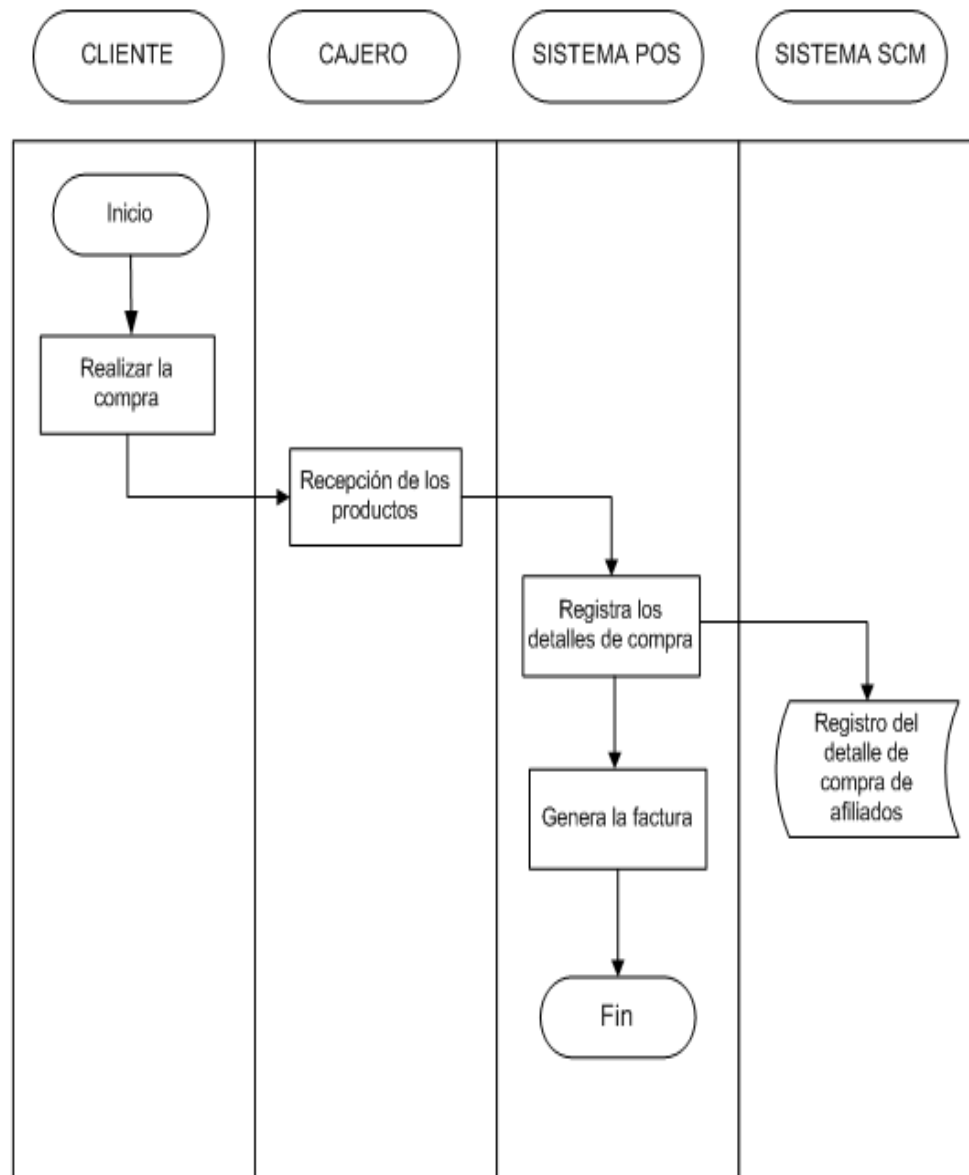 CLIENTE
CAJERO
SISTEMA POS
SISTEMA SCM
Inicio
Realizar la
compra
Recepción de los
productos
Registra los
detalles de compra
Registro del
detalle de
compra de
afiliados
Genera la factura
Fin